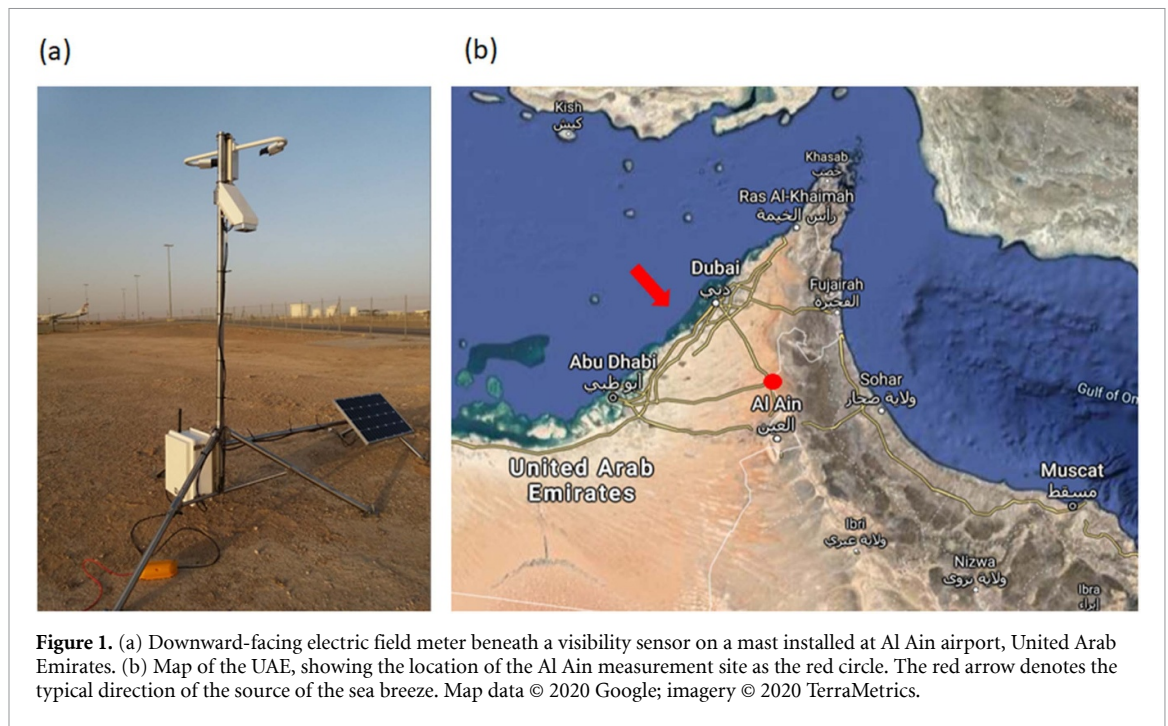 (a)
(b)
Kish
کیش
Khasab
خصب
Ras Al-Khaimah
رأس الخيمة
Dubai
دبي
Fujairah
الفجيرة
Abu Dhabi
أبوظبي
Sohar
ولاية صحار
Al Ain
العين
Gulf of Om
United Arab
Emirates
Muscat
مسقط
Ibri
ولاية عبري
Nizwa
ولاية نزوى
Ibra
إبراء
Figure 1. (a) Downward-facing electric field meter beneath a visibility sensor on a mast installed at Al Ain airport, United Arab
Emirates. (b) Map of the UAE, showing the location of the Al Ain measurement site as the red circle. The red arrow denotes the
typical direction of the source of the sea breeze. Map data © 2020 Google; imagery © 2020 TerraMetrics.